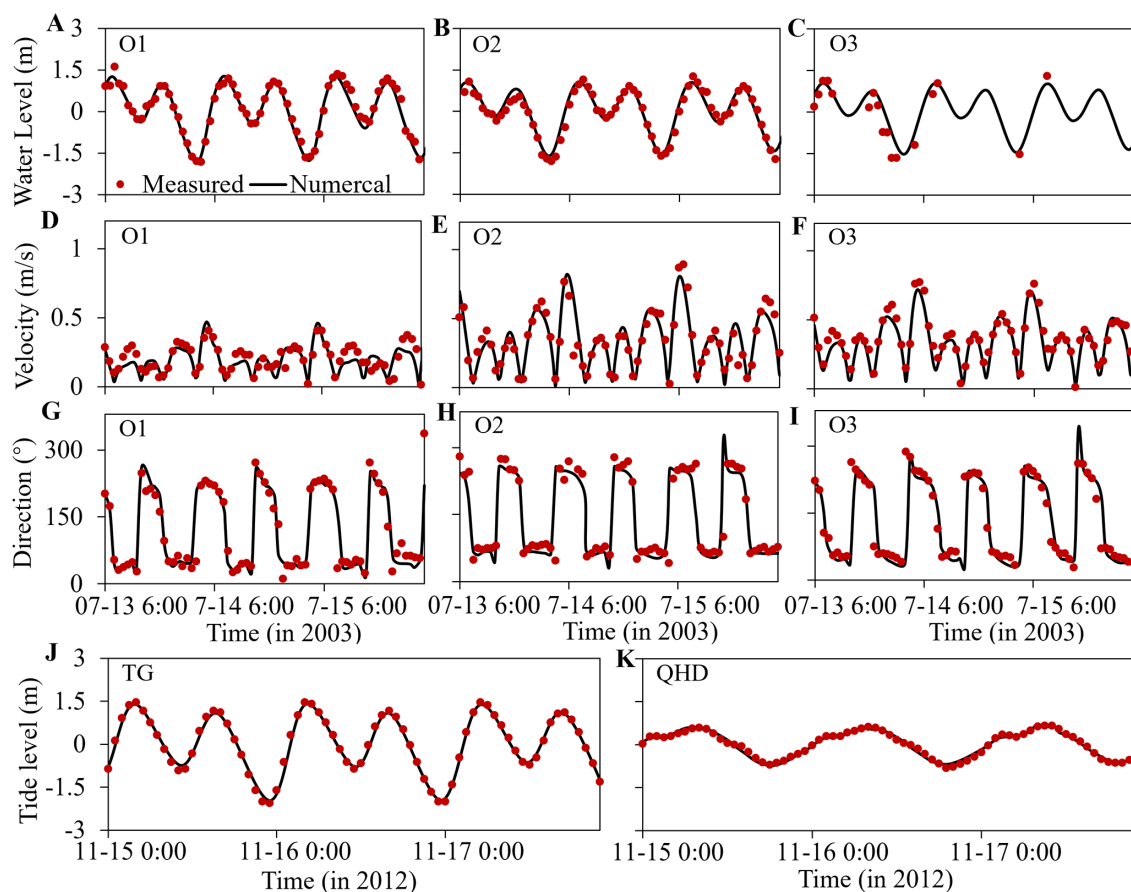 A B C
3 O1 O2 O3
1.5
0
-1.5
-3
Water Level (m)
Measured Numercal
D E F
1 O1 O2 O3
0.5
0
Velocity (m/s)
G H I
O1 O2 O3
300
150
0
Direction (°)
07-13 6:00 7-14 6:00 7-15 6:00 07-13 6:00 7-14 6:00 7-15 6:00 07-13 6:00 7-14 6:00 7-15 6:00
Time (in 2003) Time (in 2003) Time (in 2003)
J K
3 TG QHD
1.5
0
-1.5
-3
Tide level (m)
11-15 0:00 11-16 0:00 11-17 0:00 11-15 0:00 11-16 0:00 11-17 0:00
Time (in 2012) Time (in 2012)